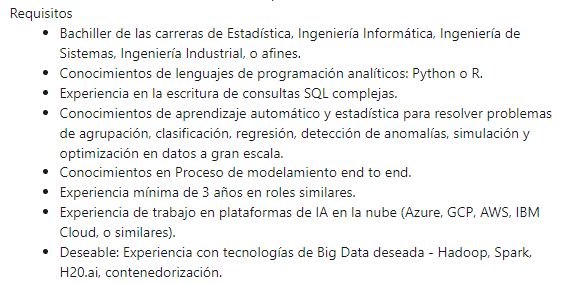 Requisitos
• Bachiller de las carreras de Estadística, Ingeniería Informática, Ingeniería de
Sistemas, Ingeniería Industrial, o afines.
• Conocimientos de lenguajes de programación analíticos: Python o R.
• Experiencia en la escritura de consultas SQL complejas.
• Conocimientos de aprendizaje automático y estadística para resolver problemas
de agrupación, clasificación, regresión, detección de anomalías, simulación y
optimización en datos a gran escala.
• Conocimientos en Proceso de modelamiento end to end.
• Experiencia mínima de 3 años en roles similares.
• Experiencia de trabajo en plataformas de IA en la nube (Azure, GCP, AWS, IBM
Cloud, o similares).
• Deseable: Experiencia con tecnologías de Big Data deseada - Hadoop, Spark,
H20.ai, contenedorización.